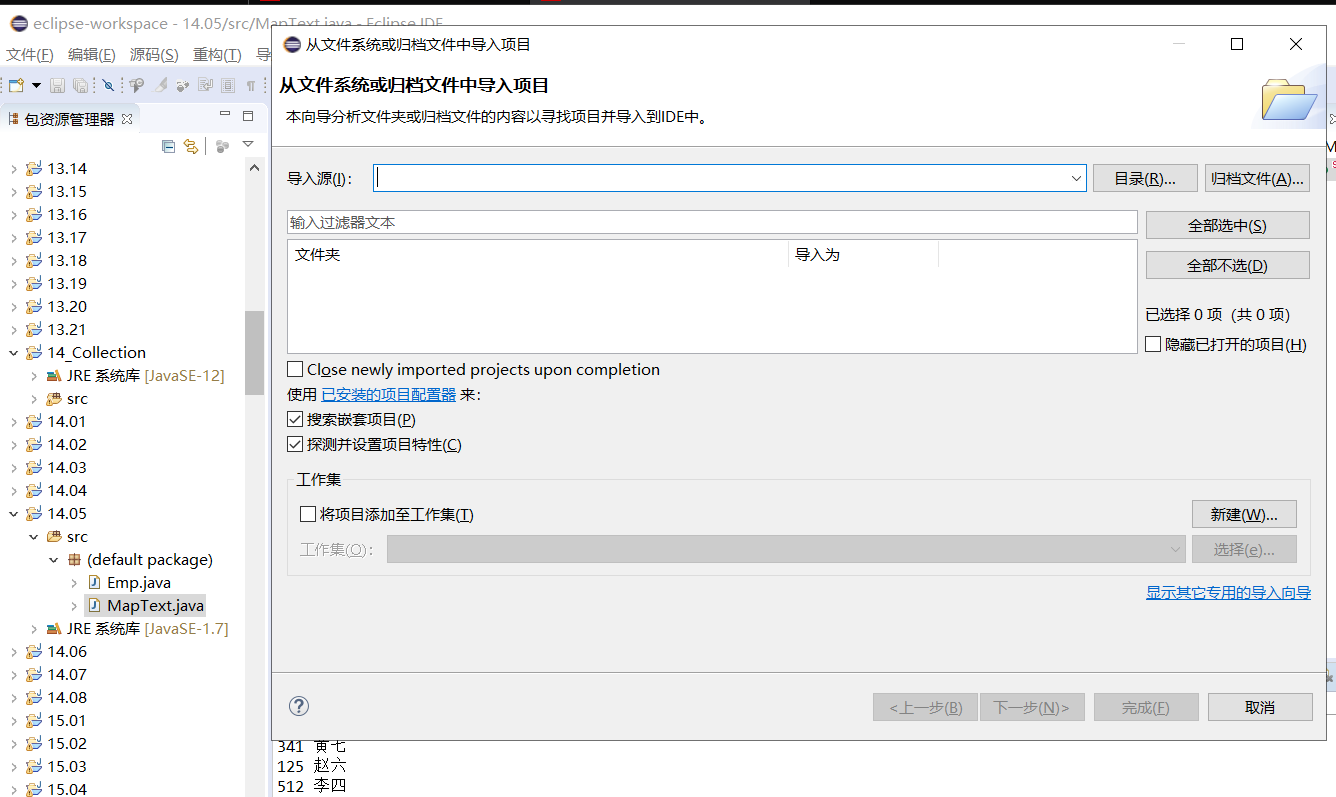 eclipse-workspace - 14.05/src/MapText.java - Eclipse IDE
文件(F) 编辑(E) 源码(S) 重构(T) 导
包资源管理器
13.14
13.15
13.16
13.17
13.18
13.19
13.20
13.21
14_Collection
JRE 系统库 [JavaSE-12]
src
14.01
14.02
14.03
14.04
14.05
src
(default package)
Emp.java
MapText.java
JRE 系统库 [JavaSE-1.7]
14.06
14.07
14.08
15.01
15.02
15.03
15.04
从文件系统或归档文件中导入项目
从文件系统或归档文件中导入项目
本向导分析文件夹或归档文件的内容以寻找项目并导入到IDE中。
导入源(I): 目录(R)... 归档文件(A)...
输入过滤器文本 全部选中(S)
文件夹 导入为
全部不选(D)
已选择 0 项 (共 0 项)
隐藏已打开的项目(H)
Close newly imported projects upon completion
使用 已安装的项目配置器 来:
搜索嵌套项目(P)
探测并设置项目特性(C)
工作集
将项目添加至工作集(T) 新建(W)...
工作集(O): 选择(e)...
显示其它专用的导入向导
<上一步(B) 下一步(N)> 完成(F) 取消
341 黄七
125 赵六
512 李四